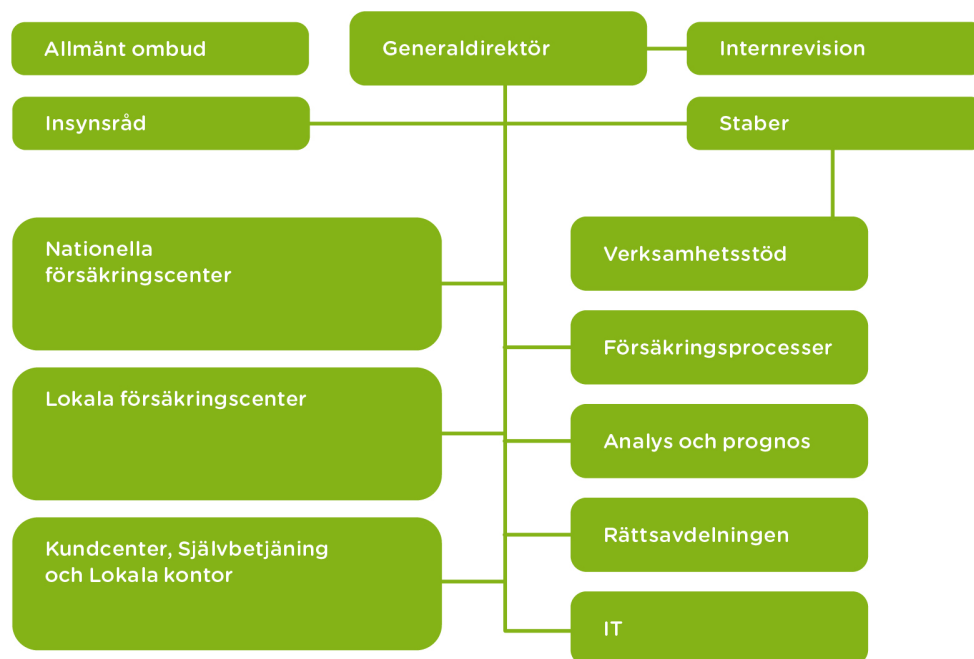 Allmänt ombud
Generaldirektör
Internrevision
Insynsråd
Staber
Nationella
försäkringscenter
Verksamhetsstöd
Försäkringsprocesser
Lokala försäkringscenter
Analys och prognos
Rättsavdelningen
Kundcenter, Självbetjäning
och Lokala kontor
IT